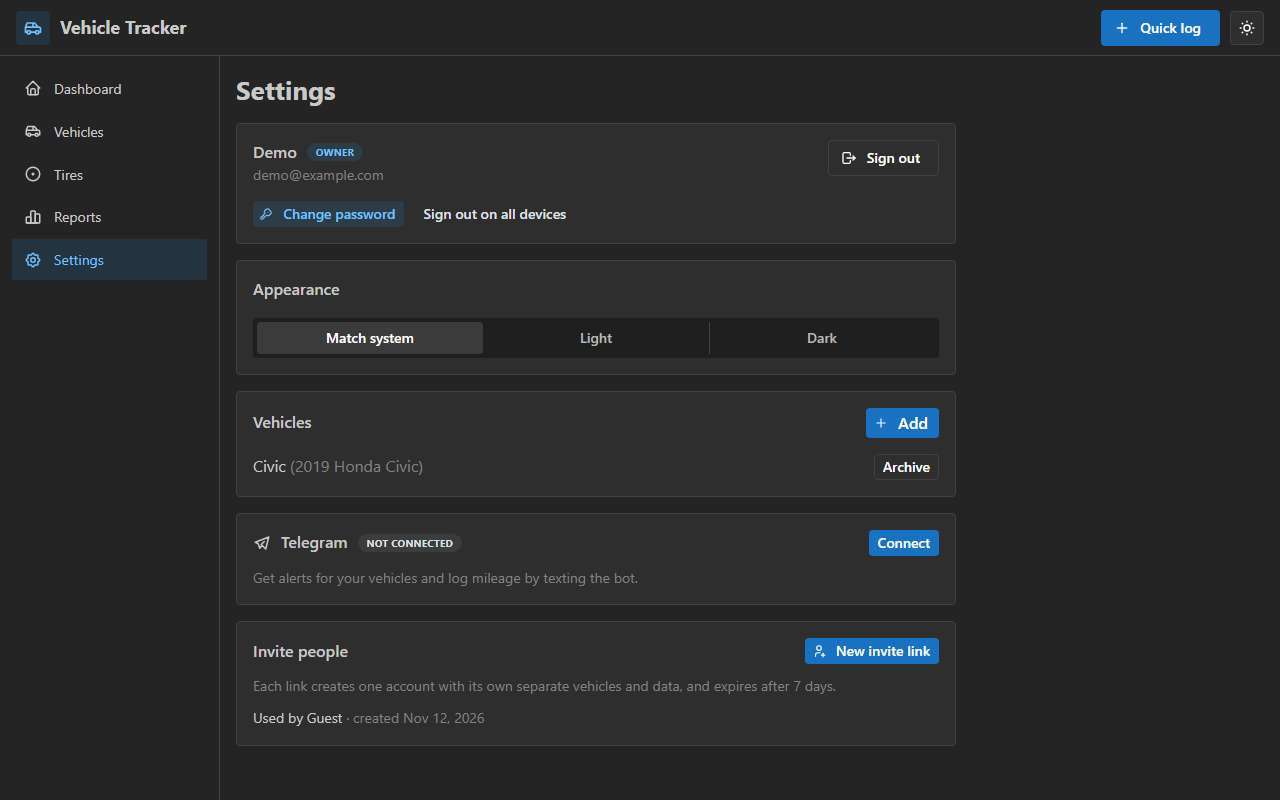 Vehicle Tracker
Quick log
Dashboard
Vehicles
Tires
Reports
Settings
Settings
Demo OWNER
demo@example.com
Sign out
Change password
Sign out on all devices
Appearance
Match system
Light
Dark
Vehicles
Add
Civic (2019 Honda Civic)
Archive
Telegram NOT CONNECTED
Connect
Get alerts for your vehicles and log mileage by texting the bot.
Invite people
New invite link
Each link creates one account with its own separate vehicles and data, and expires after 7 days.
Used by Guest · created Nov 12, 2026